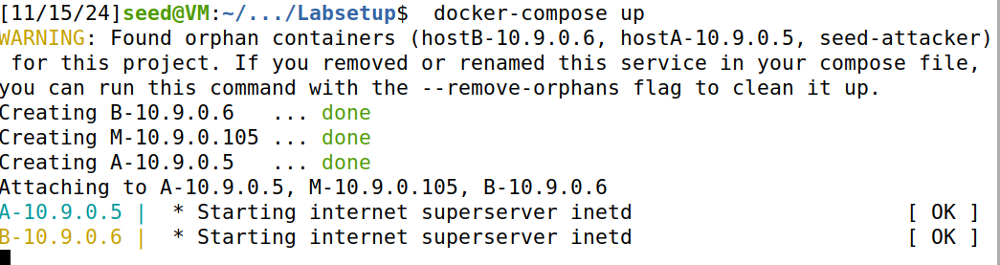 [11/15/24]seed@VM:~/.../Labsetup$  docker-compose up
WARNING: Found orphan containers (hostB-10.9.0.6, hostA-10.9.0.5, seed-attacker)
 for this project. If you removed or renamed this service in your compose file,
you can run this command with the --remove-orphans flag to clean it up.
Creating B-10.9.0.6   ... done
Creating M-10.9.0.105 ... done
Creating A-10.9.0.5   ... done
Attaching to A-10.9.0.5, M-10.9.0.105, B-10.9.0.6
A-10.9.0.5 |  * Starting internet superserver inetd                      [ OK ]
B-10.9.0.6 |  * Starting internet superserver inetd                      [ OK ]